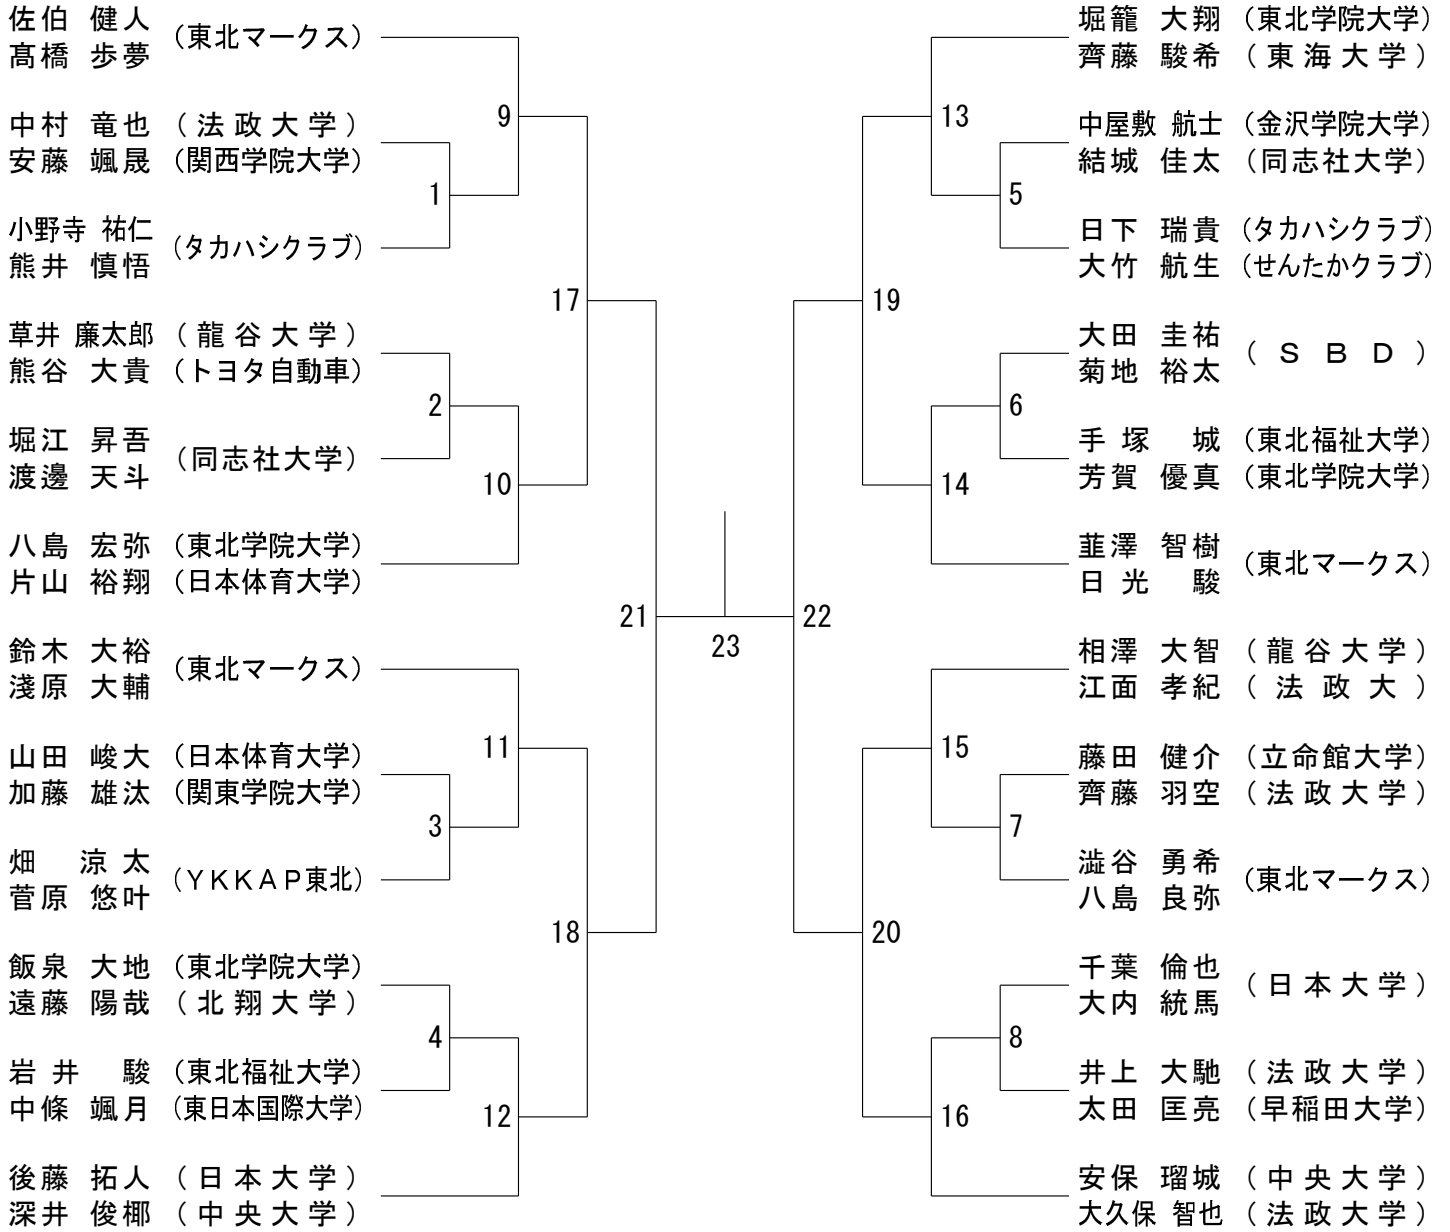 佐伯 健人 (東北マークス)
髙橋 歩夢
中村 竜也 (法政大学)
安藤 颯晟 (関西学院大学)
小野寺 祐仁 (タカハシクラブ)
熊井 慎悟
草井 廉太郎 (龍谷大学)
熊谷 大貴 (トヨタ自動車)
堀江 昇吾 (同志社大学)
渡邊 天斗
八島 宏弥 (東北学院大学)
片山 裕翔 (日本体育大学)
鈴木 大裕 (東北マークス)
淺原 大輔
山田 峻大 (日本体育大学)
加藤 雄汰 (関東学院大学)
畑 涼太 (YKKAP東北)
菅原 悠叶
飯泉 大地 (東北学院大学)
遠藤 陽哉 (北翔大学)
岩井 駿 (東北福祉大学)
中條 颯月 (東日本国際大学)
後藤 拓人 (日本大学)
深井 俊椰 (中央大学)
9
1
17
2
10
21
11
3
18
4
12
23
13
5
19
6
14
22
15
7
20
8
16
堀籠 大翔 (東北学院大学)
齊藤 駿希 (東海大学)
中屋敷 航士 (金沢学院大学)
結城 佳太 (同志社大学)
日下 瑞貴 (タカハシクラブ)
大竹 航生 (せんたかクラブ)
大田 圭祐 (SBD)
菊地 裕太
手塚 城 (東北福祉大学)
芳賀 優真 (東北学院大学)
韮澤 智樹 (東北マークス)
日光 駿
相澤 大智 (龍谷大学)
江面 孝紀 (法政大)
藤田 健介 (立命館大学)
齊藤 羽空 (法政大学)
澁谷 勇希 (東北マークス)
八島 良弥
千葉 倫也 (日本大学)
大内 統馬
井上 大馳 (法政大学)
太田 匡亮 (早稲田大学)
安保 瑠城 (中央大学)
大久保 智也 (法政大学)